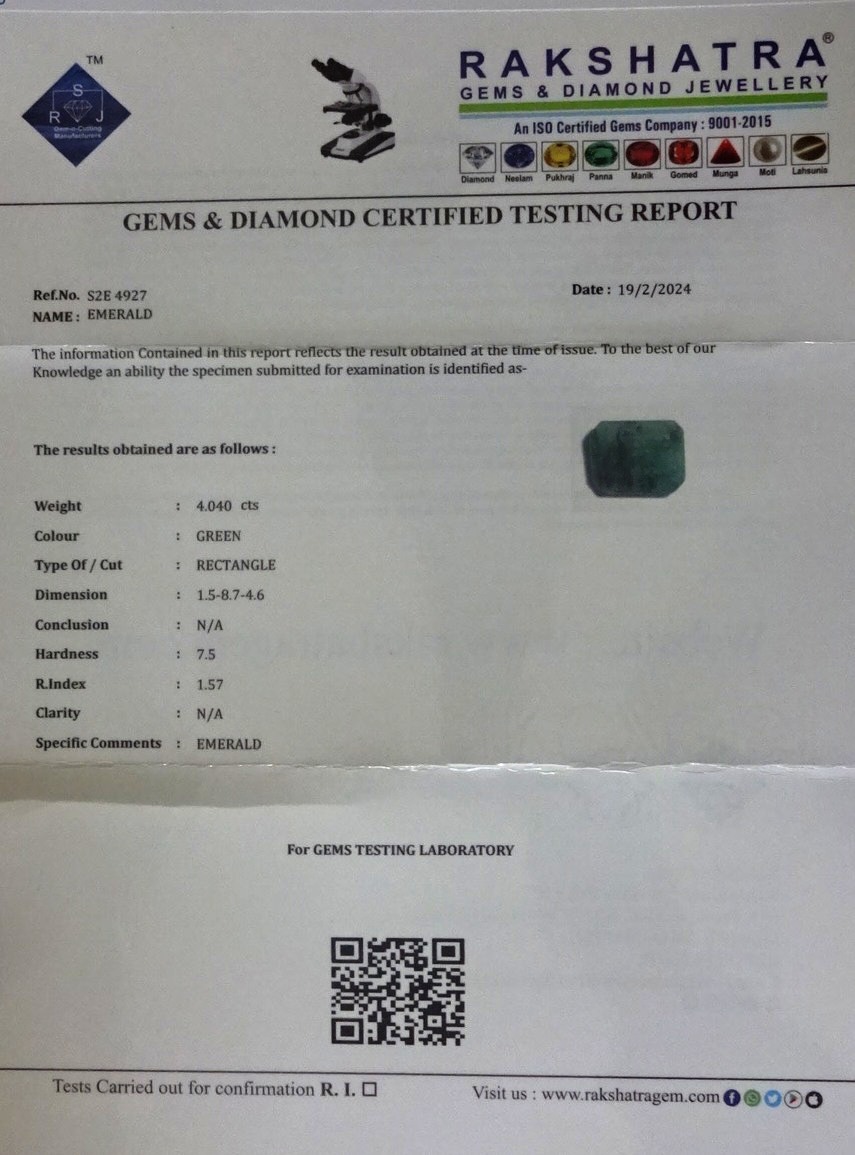 TM
S
R J
Gem-n-Cutting
Manufacturers
RAKSHATRA®
GEMS & DIAMOND JEWELLERY
An ISO Certified Gems Company : 9001-2015
Diamond Neelam Pukhraj Panna Manik Gomed Munga Moti Lahsunia
GEMS & DIAMOND CERTIFIED TESTING REPORT
Ref.No. S2E 4927
Date : 19/2/2024
NAME : EMERALD
The information Contained in this report reflects the result obtained at the time of issue. To the best of our
Knowledge an ability the specimen submitted for examination is identified as-
The results obtained are as follows :
Weight : 4.040 cts
Colour : GREEN
Type Of / Cut : RECTANGLE
Dimension : 1.5-8.7-4.6
Conclusion : N/A
Hardness : 7.5
R.Index : 1.57
Clarity : N/A
Specific Comments : EMERALD
For GEMS TESTING LABORATORY
Tests Carried out for confirmation R. I. ☐
Visit us : www.rakshatragem.com